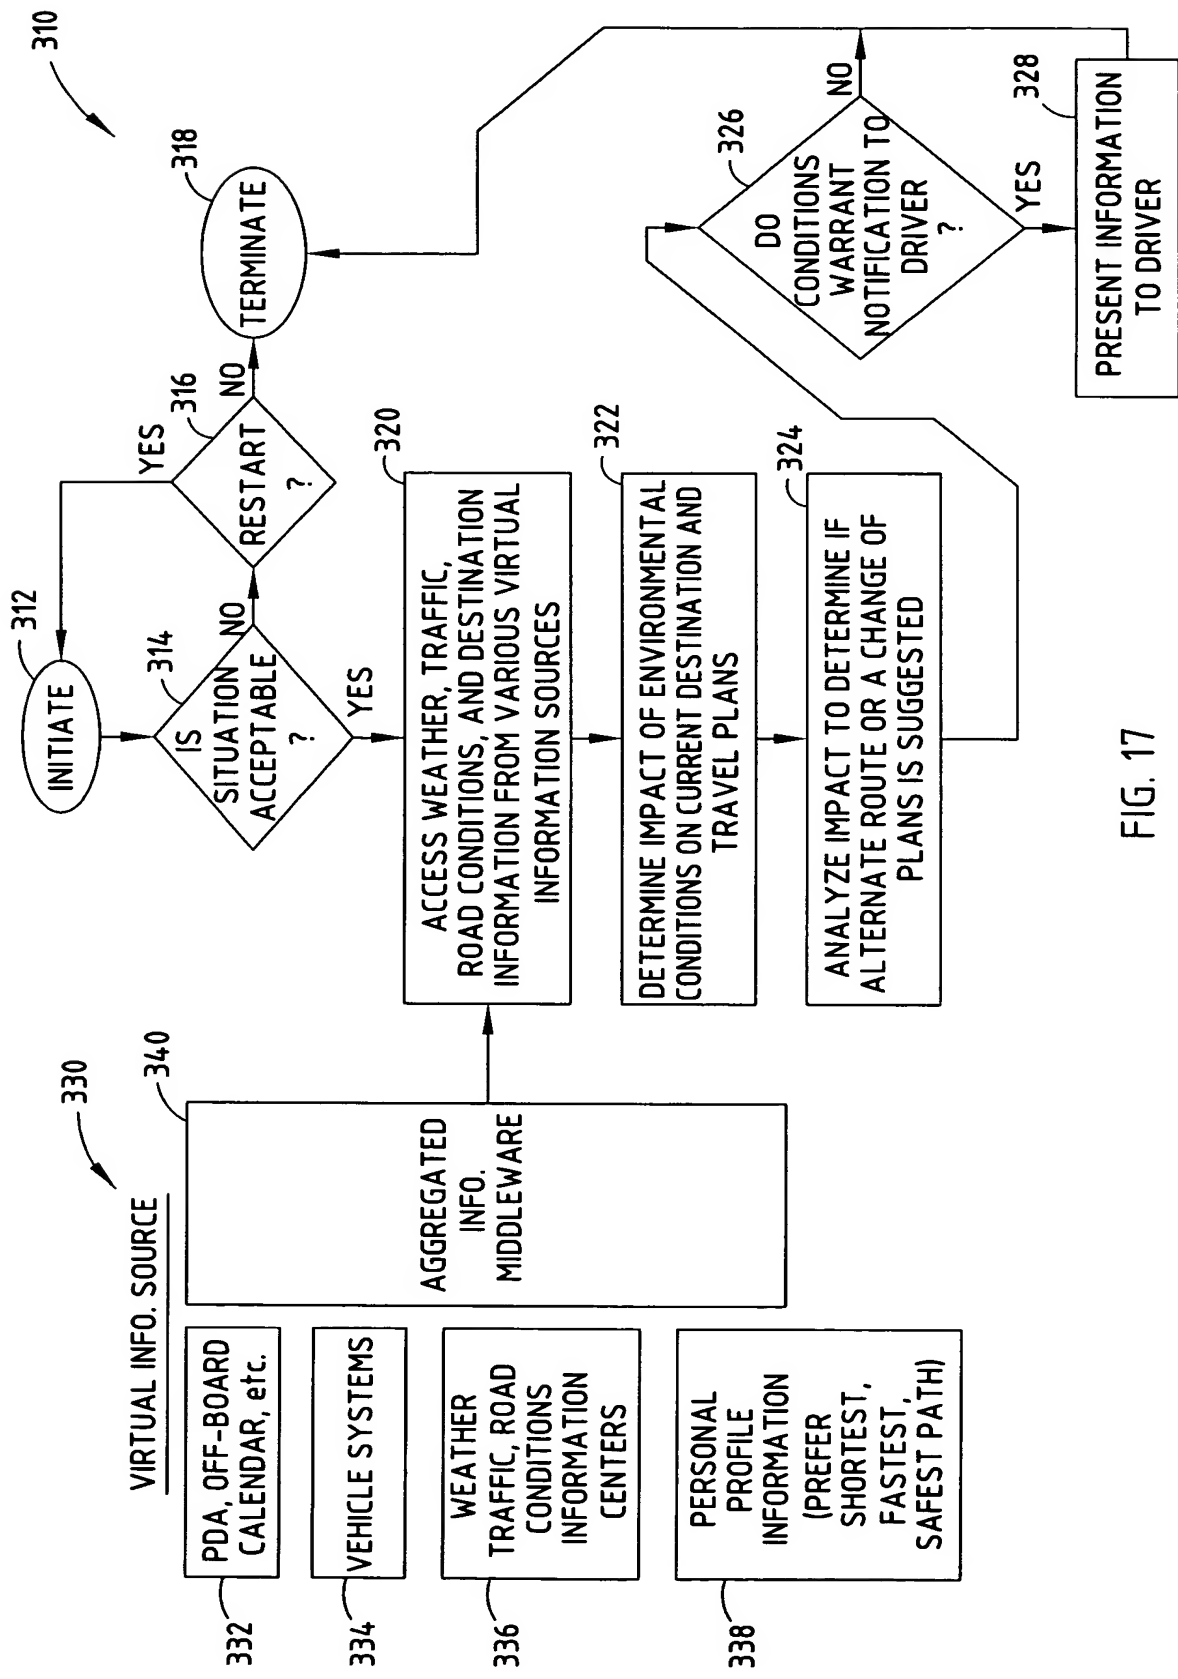 310
312
INITIATE
314
IS
SITUATION
ACCEPTABLE
?
NO
YES
316
RESTART
?
YES
NO
318
TERMINATE
320
ACCESS WEATHER, TRAFFIC,
ROAD CONDITIONS, AND DESTINATION
INFORMATION FROM VARIOUS VIRTUAL
INFORMATION SOURCES
322
DETERMINE IMPACT OF ENVIRONMENTAL
CONDITIONS ON CURRENT DESTINATION AND
TRAVEL PLANS
324
ANALYZE IMPACT TO DETERMINE IF
ALTERNATE ROUTE OR A CHANGE OF
PLANS IS SUGGESTED
326
DO
CONDITIONS
WARRANT
NOTIFICATION TO
DRIVER
?
NO
YES
328
PRESENT INFORMATION
TO DRIVER
330
VIRTUAL INFO. SOURCE
340
AGGREGATED
INFO.
MIDDLEWARE
332
PDA, OFF-BOARD
CALENDAR, etc.
334
VEHICLE SYSTEMS
336
WEATHER
TRAFFIC, ROAD
CONDITIONS
INFORMATION
CENTERS
338
PERSONAL
PROFILE
INFORMATION
(PREFER
SHORTEST,
FASTEST,
SAFEST PATH)
FIG. 17